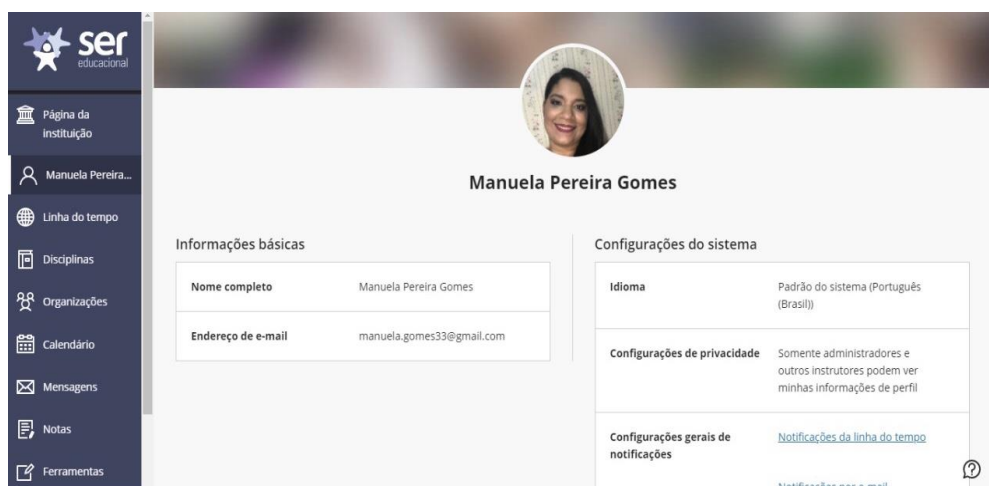 ser
educacional
Página da
instituição
Manuela Pereira...
Linha do tempo
Disciplinas
Organizações
Calendário
Mensagens
Notas
Ferramentas
Manuela Pereira Gomes
Informações básicas
Nome completo Manuela Pereira Gomes
Endereço de e-mail manuela.gomes33@gmail.com
Configurações do sistema
Idioma Padrão do sistema (Português
(Brasil))
Configurações de privacidade Somente administradores e
outros instrutores podem ver
minhas informações de perfil
Configurações gerais de Notificações da linha do tempo
notificações
Notificações por e-mail